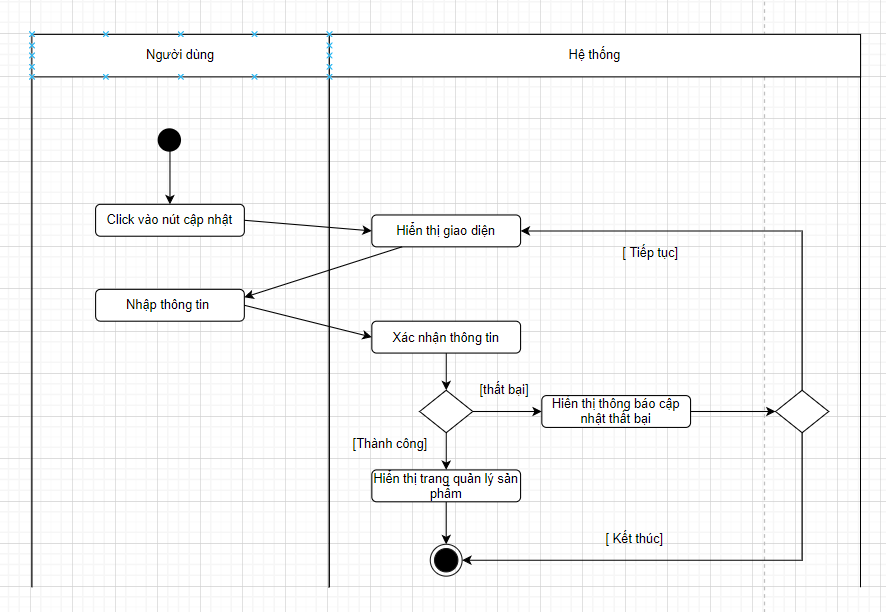 Người dùng
Hệ thống
Click vào nút cập nhật
Hiển thị giao diện
[ Tiếp tục]
Nhập thông tin
Xác nhận thông tin
[thất bại]
Hiển thị thông báo cập
nhật thất bại
[Thành công]
Hiển thị trang quản lý sản
phẩm
[ Kết thúc]